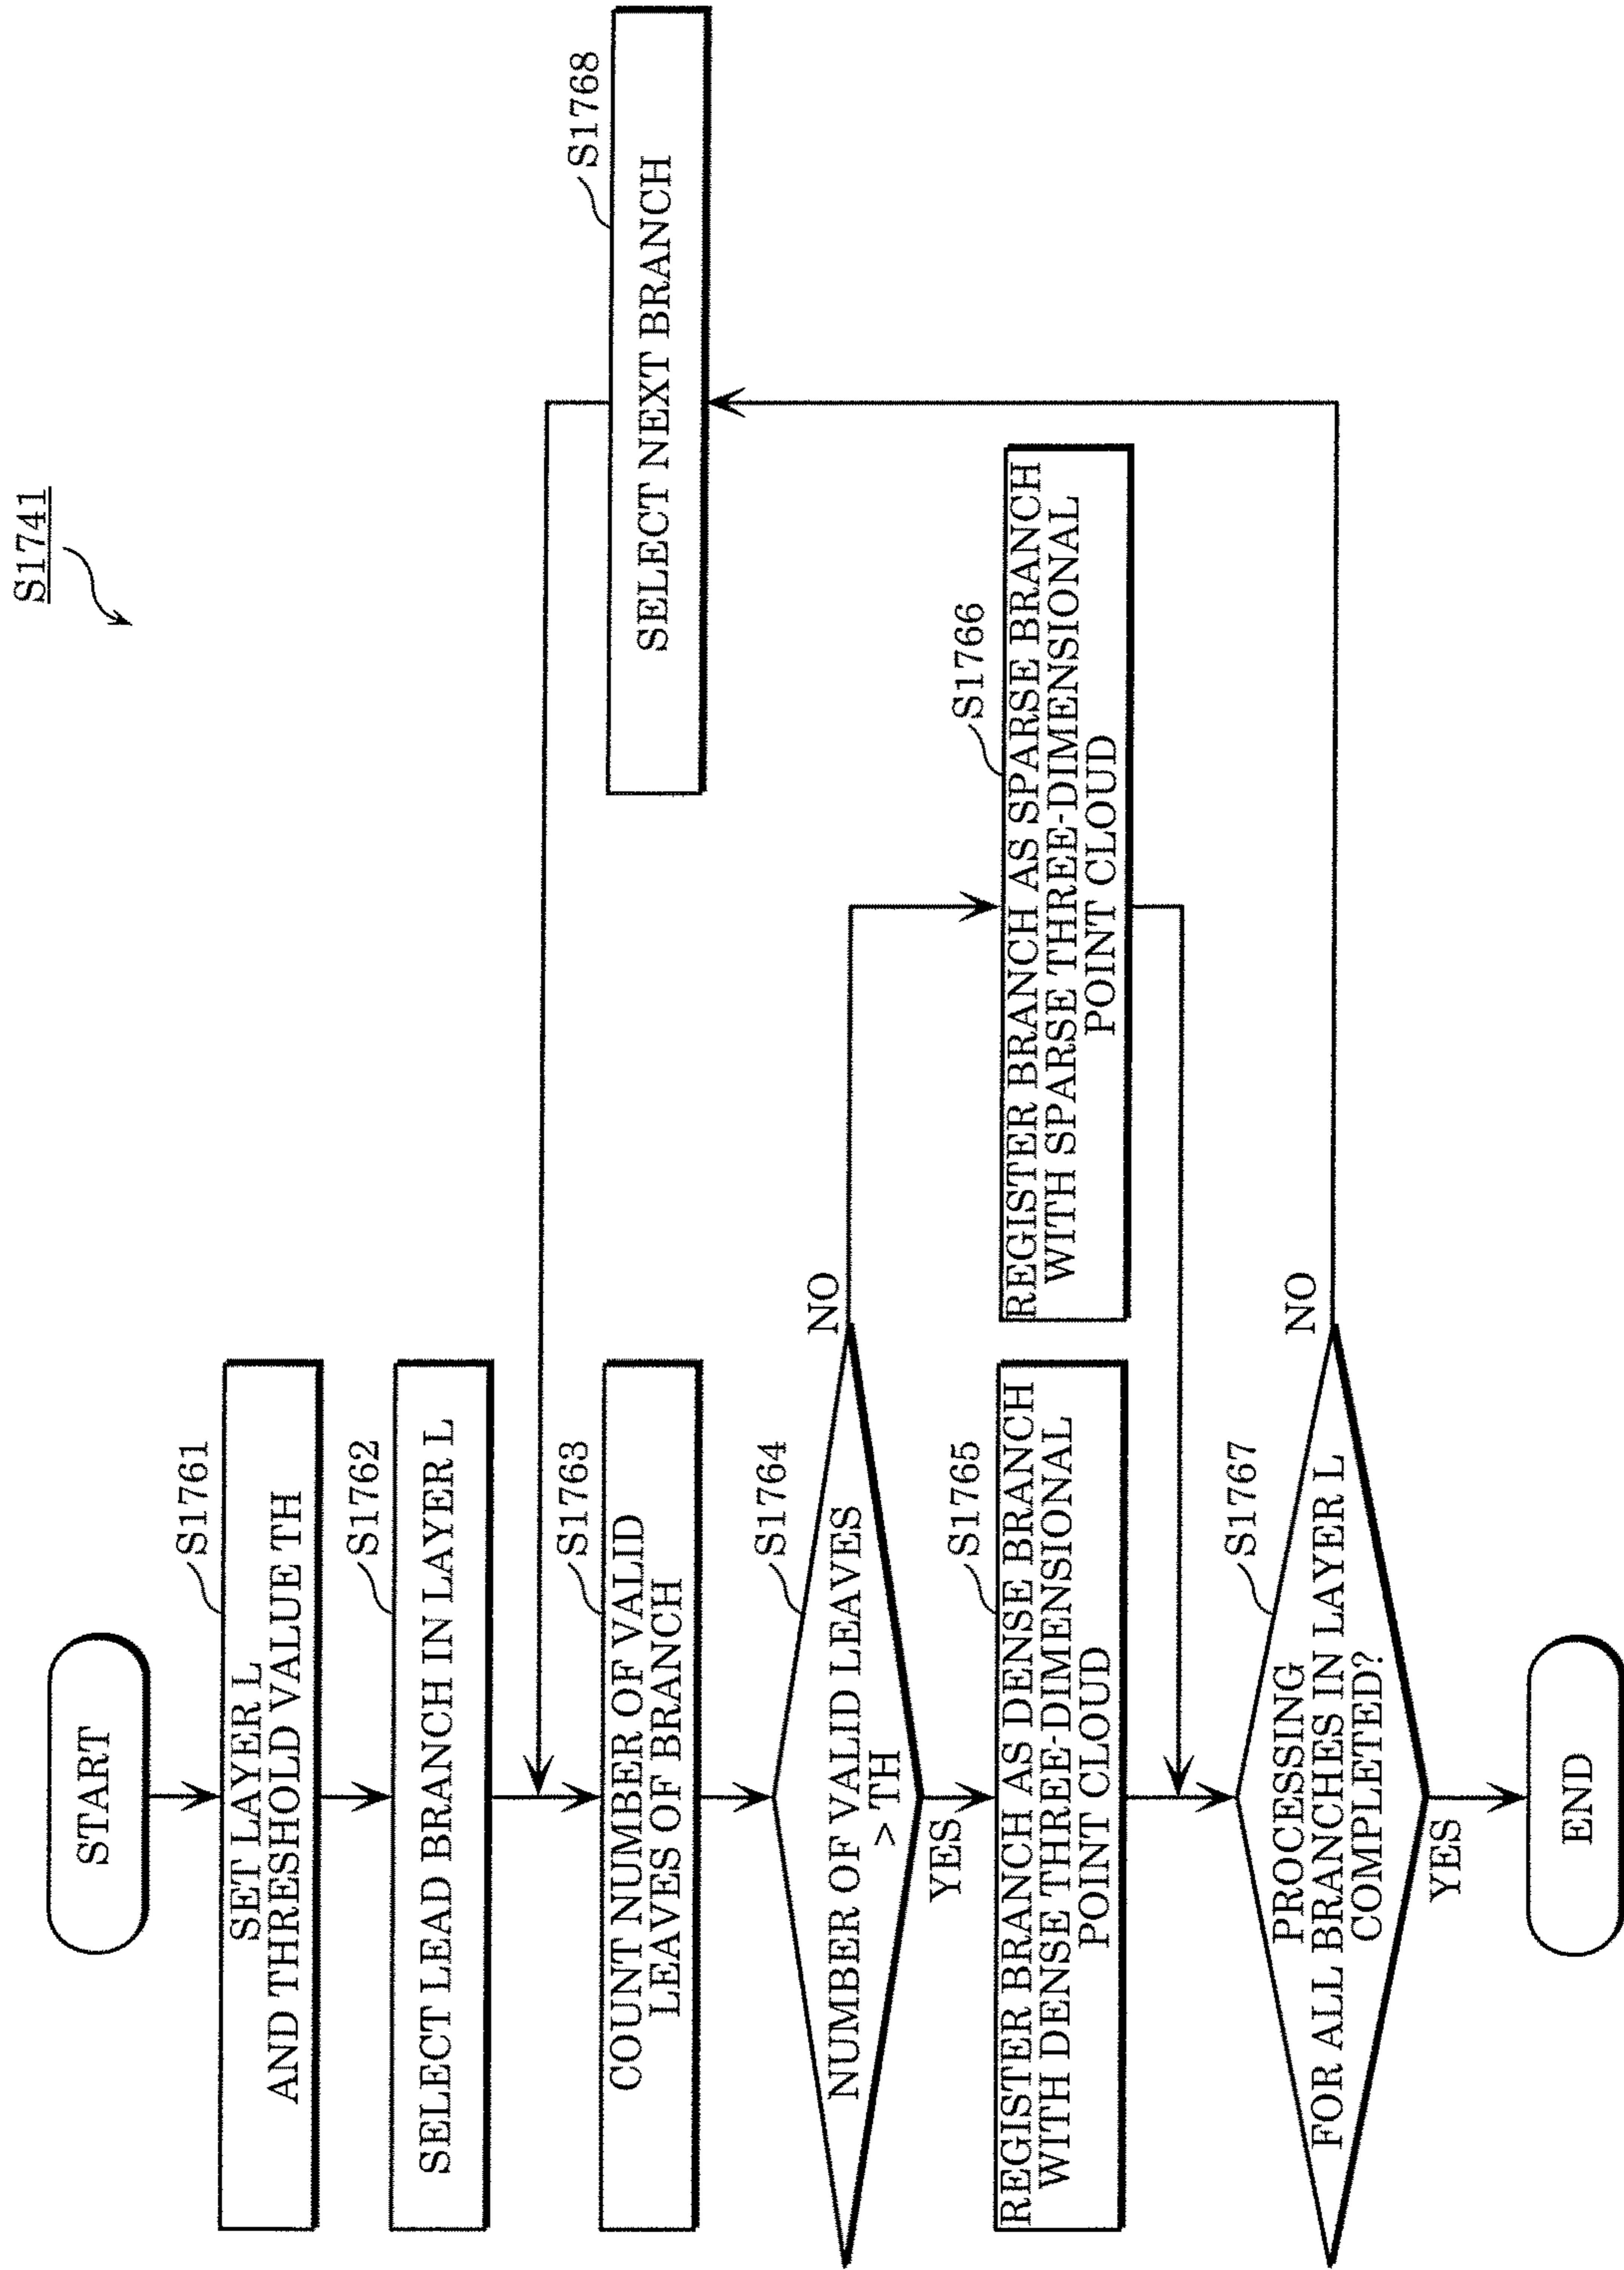 S1741
START
S1761
SET LAYER L
AND THRESHOLD VALUE TH
S1762
SELECT LEAD BRANCH IN LAYER L
S1763
COUNT NUMBER OF VALID
LEAVES OF BRANCH
S1768
SELECT NEXT BRANCH
S1764
NUMBER OF VALID LEAVES
> TH
NO
YES
S1765
REGISTER BRANCH AS DENSE BRANCH
WITH DENSE THREE-DIMENSIONAL
POINT CLOUD
S1766
REGISTER BRANCH AS SPARSE BRANCH
WITH SPARSE THREE-DIMENSIONAL
POINT CLOUD
S1767
PROCESSING
FOR ALL BRANCHES IN LAYER L
COMPLETED?
NO
YES
END